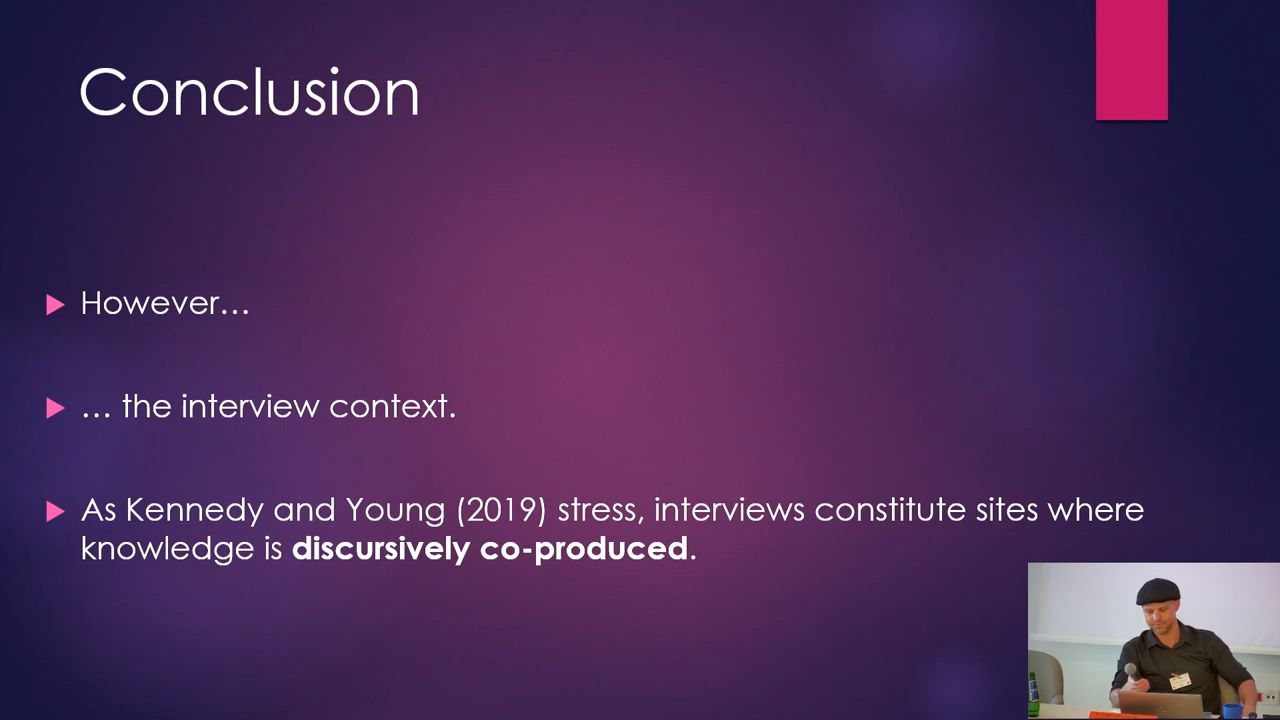 Conclusion
However…
… the interview context.
As Kennedy and Young (2019) stress, interviews constitute sites where
knowledge is discursively co-produced.